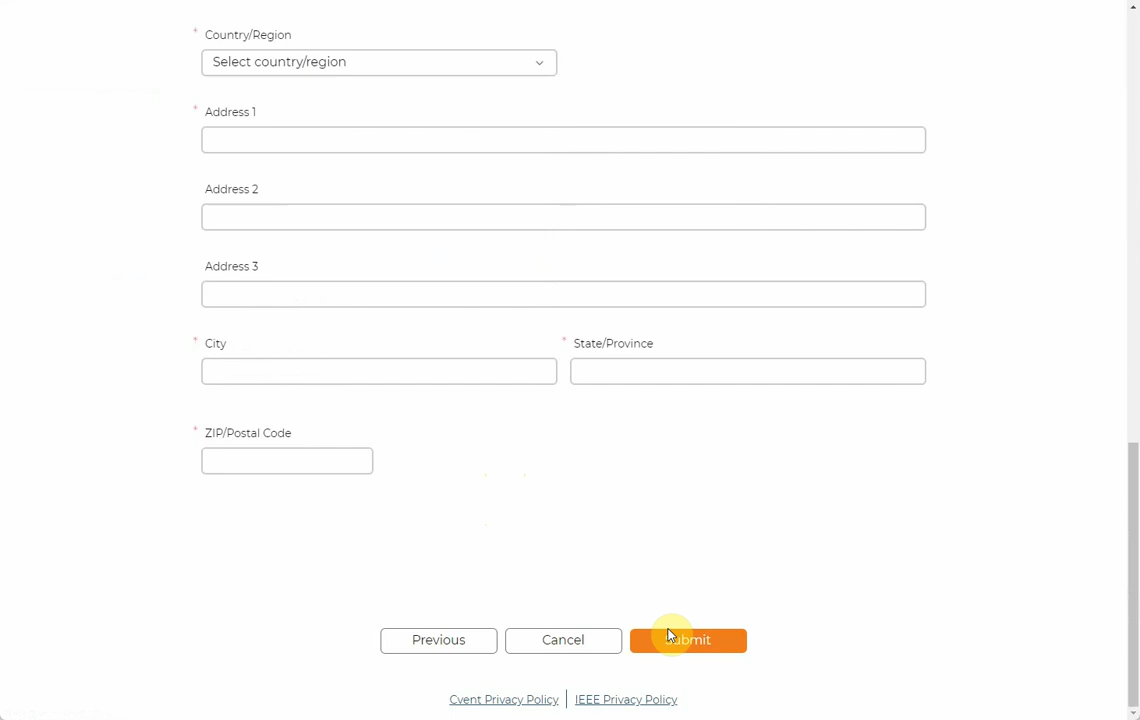 * Country/Region
Select country/region
* Address 1
Address 2
Address 3
* City * State/Province
* ZIP/Postal Code
Previous Cancel Submit
Cvent Privacy Policy | IEEE Privacy Policy